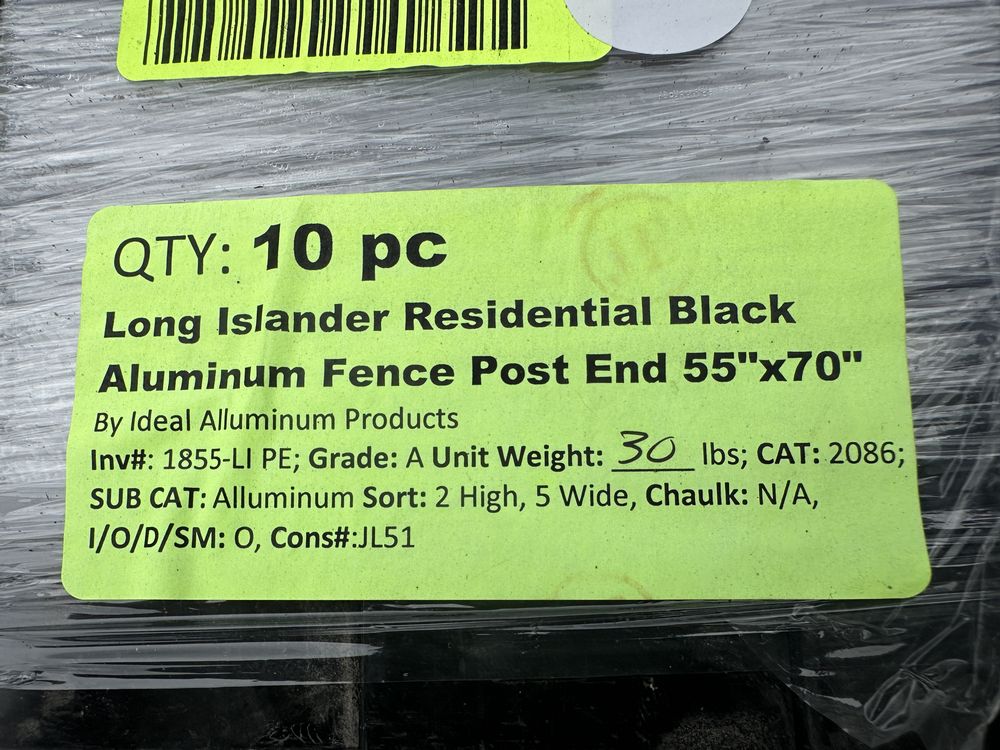 QTY: 10 pc
Long Islander Residential Black
Aluminum Fence Post End 55"x70"
By Ideal Alluminum Products
Inv#: 1855-LI PE; Grade: A Unit Weight: 30 lbs; CAT: 2086;
SUB CAT: Alluminum Sort: 2 High, 5 Wide, Chaulk: N/A,
I/O/D/SM: O, Cons#:JL51